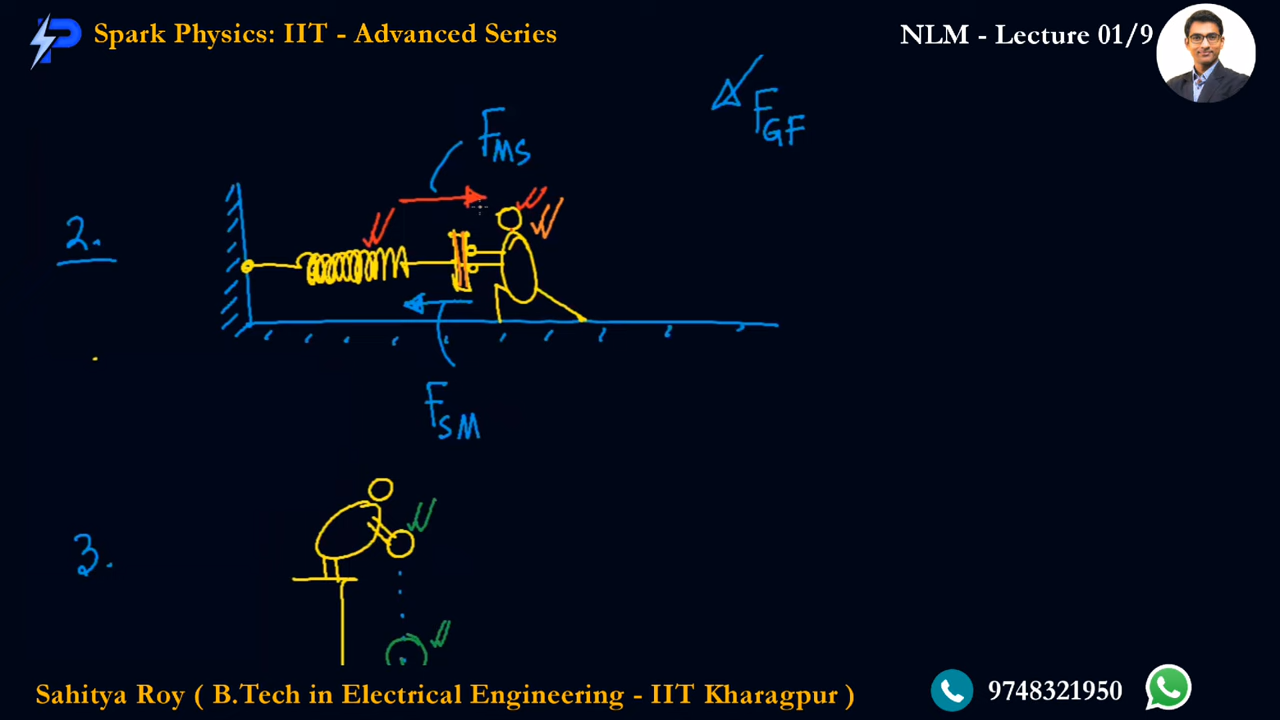 Spark Physics: IIT - Advanced Series
NLM - Lecture 01/9
F_GF
F_MS
2.
F_SM
3.
Sahitya Roy ( B.Tech in Electrical Engineering - IIT Kharagpur )
9748321950